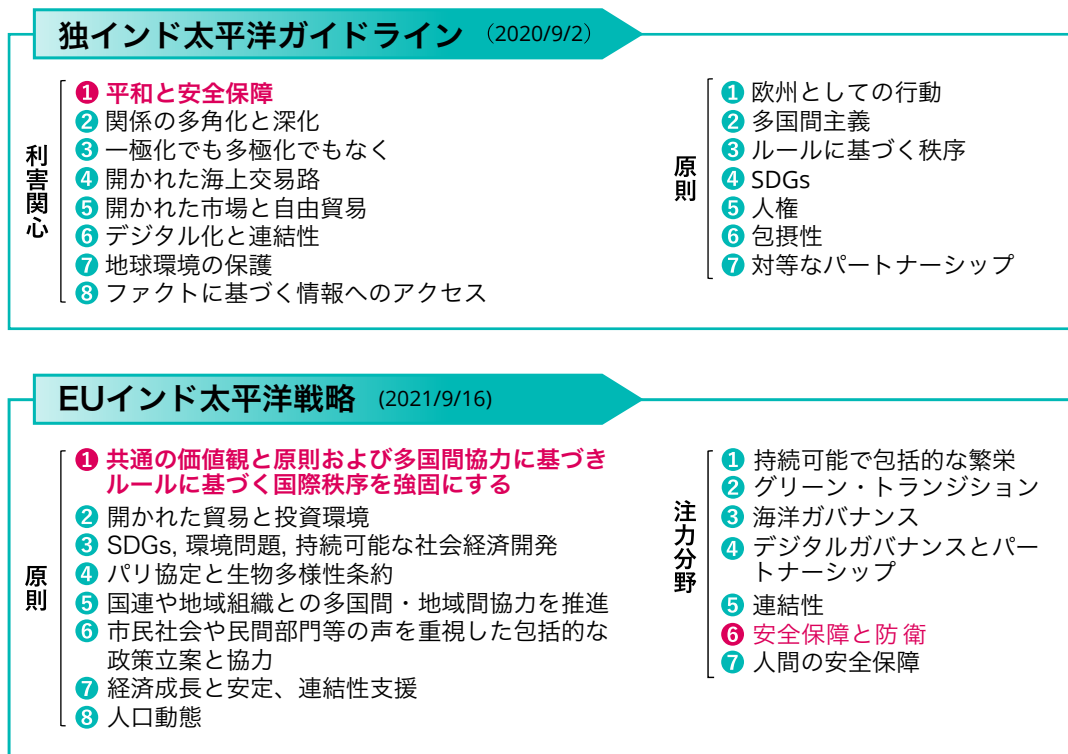 独インド太平洋ガイドライン (2020/9/2)
利害関心
❶ 平和と安全保障
❷ 関係の多角化と深化
❸ 一極化でも多極化でもなく
❹ 開かれた海上交易路
❺ 開かれた市場と自由貿易
❻ デジタル化と連結性
❼ 地球環境の保護
❽ ファクトに基づく情報へのアクセス
原則
❶ 欧州としての行動
❷ 多国間主義
❸ ルールに基づく秩序
❹ SDGs
❺ 人権
❻ 包摂性
❼ 対等なパートナーシップ
EUインド太平洋戦略 (2021/9/16)
原則
❶ 共通の価値観と原則および多国間協力に基づき
ルールに基づく国際秩序を強固にする
❷ 開かれた貿易と投資環境
❸ SDGs, 環境問題, 持続可能な社会経済開発
❹ パリ協定と生物多様性条約
❺ 国連や地域組織との多国間・地域間協力を推進
❻ 市民社会や民間部門等の声を重視した包括的な
政策立案と協力
❼ 経済成長と安定、連結性支援
❽ 人口動態
注力分野
❶ 持続可能で包括的な繁栄
❷ グリーン・トランジション
❸ 海洋ガバナンス
❹ デジタルガバナンスとパー
トナーシップ
❺ 連結性
❻ 安全保障と防衛
❼ 人間の安全保障